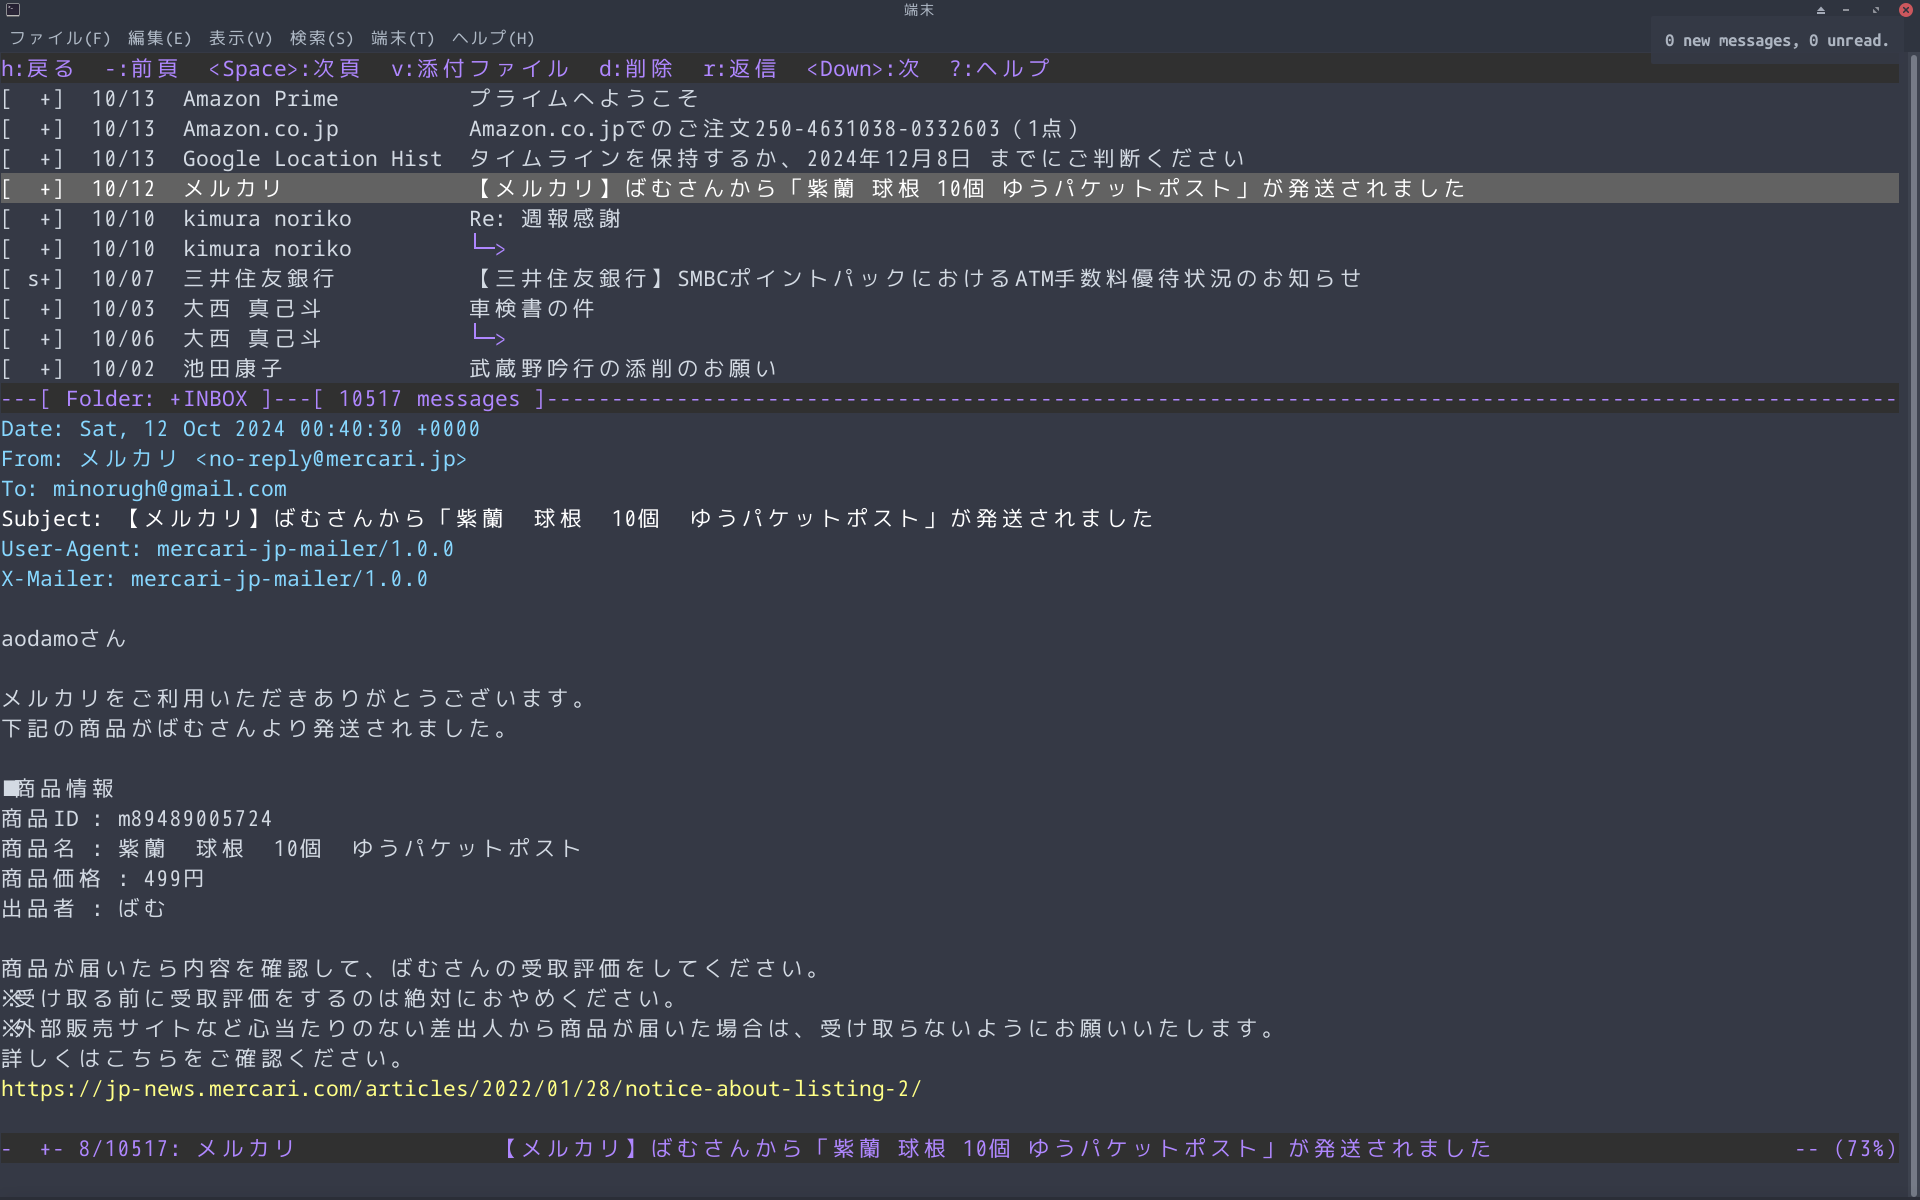 端末
ファイル(F) 編集(E) 表示(V) 検索(S) 端末(T) ヘルプ(H)
0 new messages, 0 unread.
h:戻る -:前頁 <Space>:次頁 v:添付ファイル d:削除 r:返信 <Down>:次 ?:ヘルプ
[ +] 10/13 Amazon Prime プライムへようこそ
[ +] 10/13 Amazon.co.jp Amazon.co.jpでのご注文250-4631038-0332603（1点）
[ +] 10/13 Google Location Hist タイムラインを保持するか、2024年12月8日 までにご判断ください
[ +] 10/12 メルカリ 【メルカリ】ばむさんから「紫蘭 球根 10個 ゆうパケットポスト」が発送されました
[ +] 10/10 kimura noriko Re: 週報感謝
[ +] 10/10 kimura noriko └─>
[ s+] 10/07 三井住友銀行 【三井住友銀行】SMBCポイントパックにおけるATM手数料優待状況のお知らせ
[ +] 10/03 大西 真己斗 車検書の件
[ +] 10/06 大西 真己斗 └─>
[ +] 10/02 池田康子 武蔵野吟行の添削のお願い
---[ Folder: +INBOX ]---[ 10517 messages ]--------------------------------------------------------------------------------------------------------
Date: Sat, 12 Oct 2024 00:40:30 +0000
From: メルカリ <no-reply@mercari.jp>
To: minorugh@gmail.com
Subject: 【メルカリ】ばむさんから「紫蘭　球根　10個　ゆうパケットポスト」が発送されました
User-Agent: mercari-jp-mailer/1.0.0
X-Mailer: mercari-jp-mailer/1.0.0
aodamoさん
メルカリをご利用いただきありがとうございます。
下記の商品がばむさんより発送されました。
■商品情報
商品ID : m89489005724
商品名 : 紫蘭　球根　10個　ゆうパケットポスト
商品価格 : 499円
出品者 : ばむ
商品が届いたら内容を確認して、ばむさんの受取評価をしてください。
※受け取る前に受取評価をするのは絶対におやめください。
※外部販売サイトなど心当たりのない差出人から商品が届いた場合は、受け取らないようにお願いいたします。
詳しくはこちらをご確認ください。
https://jp-news.mercari.com/articles/2022/01/28/notice-about-listing-2/
- +- 8/10517: メルカリ 【メルカリ】ばむさんから「紫蘭 球根 10個 ゆうパケットポスト」が発送されました -- (73%)